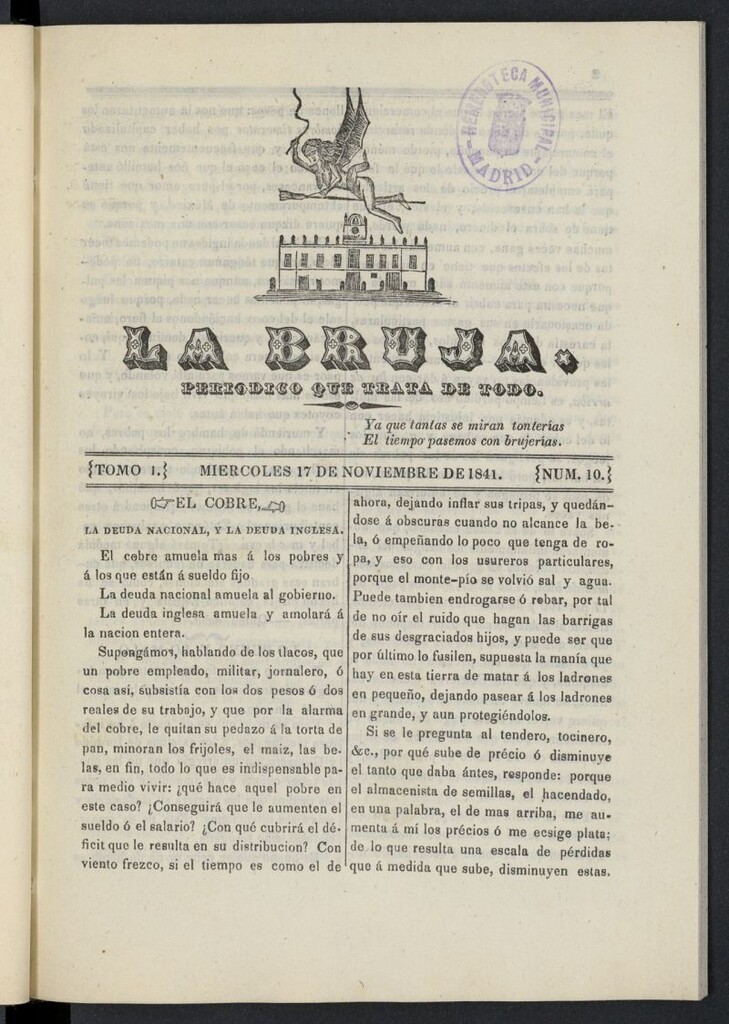 HEMEROTECA MUNICIPAL
MADRID
LA BRUJA.
PERIODICO QUE TRATA DE TODO.
Ya que tantas se miran tonterías
El tiempo pasemos con brujerías.
{TOMO 1.} MIERCOLES 17 DE NOVIEMBRE DE 1841. {NUM. 10.}
☞EL COBRE,☜
LA DEUDA NACIONAL, Y LA DEUDA INGLESA.
El cobre amuela mas á los pobres y
á los que están á sueldo fijo
La deuda nacional amuela al gobierno.
La deuda inglesa amuela y amolará á
la nacion entera.
Supongámos, hablando de los tlacos, que
un pobre empleado, militar, jornalero, ó
cosa así, subsistía con los dos pesos ó dos
reales de su trabajo, y que por la alarma
del cobre, le quitan su pedazo á la torta de
pan, minoran los frijoles, el maiz, las be-
las, en fin, todo lo que es indispensable pa-
ra medio vivir: ¿qué hace aquel pobre en
este caso? ¿Conseguirá que le aumenten el
sueldo ó el salario? ¿Con qué cubrirá el dé-
ficit que le resulta en su distribucion? Con
viento frezco, si el tiempo es como el de
ahora, dejando inflar sus tripas, y quedán-
dose á obscuras cuando no alcance la be-
la, ó empeñando lo poco que tenga de ro-
pa, y eso con los usureros particulares,
porque el monte-pío se volvió sal y agua.
Puede tambien endrogarse ó robar, por tal
de no oír el ruido que hagan las barrigas
de sus desgraciados hijos, y puede ser que
por último lo fusilen, supuesta la manía que
hay en esta tierra de matar á los ladrones
en pequeño, dejando pasear á los ladrones
en grande, y aun protegiéndolos.
Si se le pregunta al tendero, tocinero,
&c., por qué sube de précio ó disminuye
el tanto que daba ántes, responde: porque
el almacenista de semillas, el hacendado,
en una palabra, el de mas arriba, me au-
menta á mí los précios ó me ecsige plata;
de lo que resulta una escala de pérdidas
que á medida que sube, disminuyen estas.